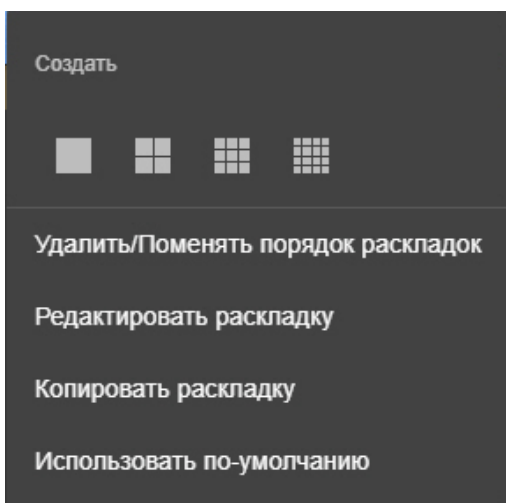 Создать
Удалить/Поменять порядок раскладок
Редактировать раскладку
Копировать раскладку
Использовать по-умолчанию